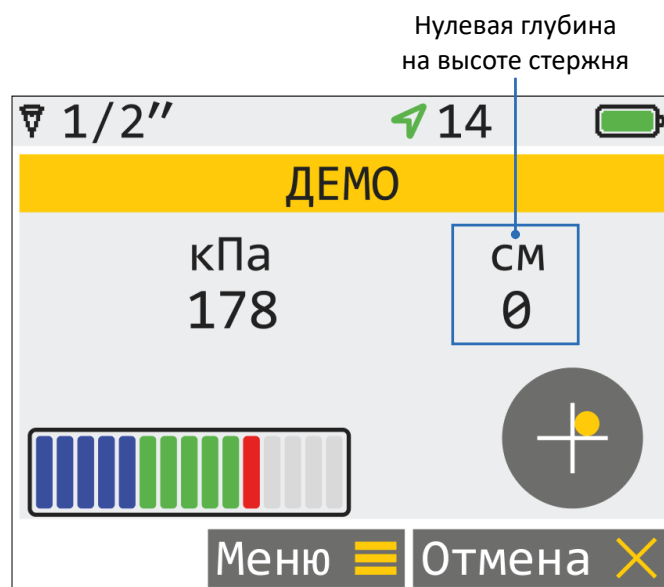 Нулевая глубина
на высоте стержня
1/2″ 14
ДЕМО
кПа см
178 0
Меню Отмена